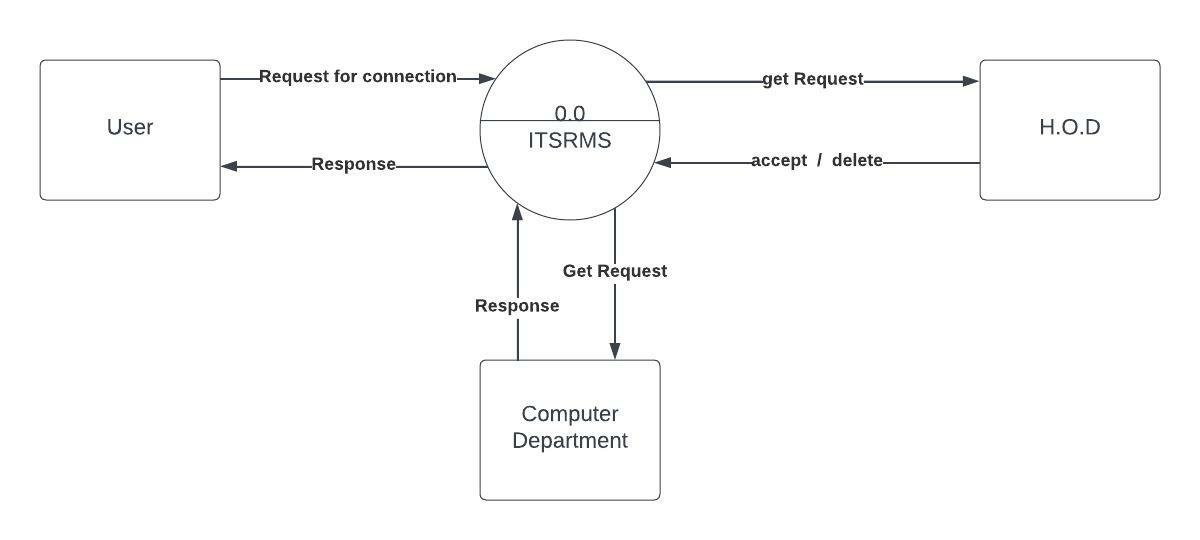 Request for connection
get Request
0.0
User
ITSRMS
H.O.D
Response
accept / delete
Get Request
Response
Computer
Department